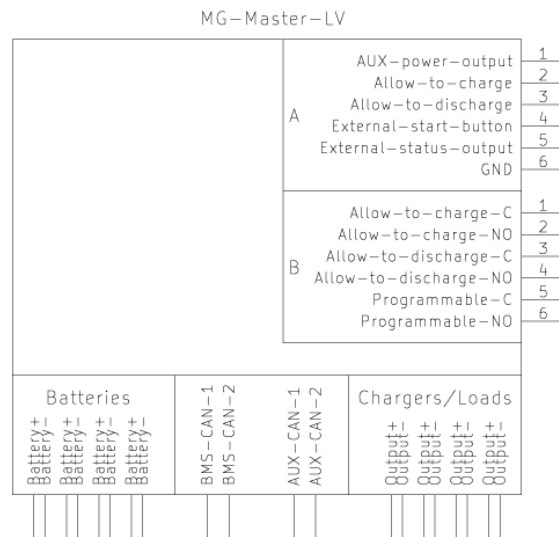 MG-Master-LV
A
AUX-power-output 1
Allow-to-charge 2
Allow-to-discharge 3
External-start-button 4
External-status-output 5
GND 6
B
Allow-to-charge-C 1
Allow-to-charge-NO 2
Allow-to-discharge-C 3
Allow-to-discharge-NO 4
Programmable-C 5
Programmable-NO 6
Batteries
Battery+
Battery-
Battery+
Battery-
Battery+
Battery-
Battery+
Battery-
BMS-CAN-1
BMS-CAN-2
AUX-CAN-1
AUX-CAN-2
Chargers/Loads
Output+
Output-
Output+
Output-
Output+
Output-
Output+
Output-